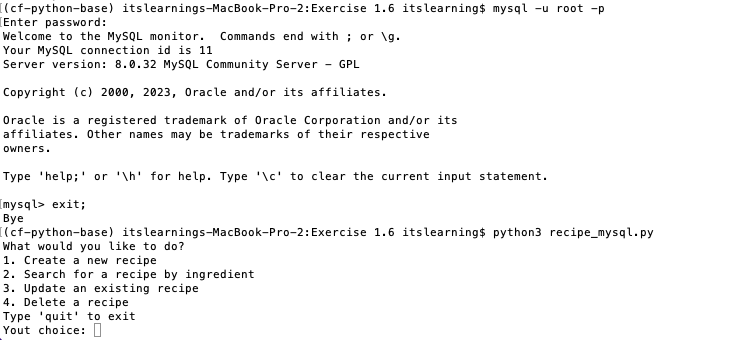 [(cf-python-base) itslearnings-MacBook-Pro-2:Exercise 1.6 itslearning$ mysql -u root -p
[Enter password:
Welcome to the MySQL monitor.  Commands end with ; or \g.
Your MySQL connection id is 11
Server version: 8.0.32 MySQL Community Server - GPL
Copyright (c) 2000, 2023, Oracle and/or its affiliates.
Oracle is a registered trademark of Oracle Corporation and/or its
affiliates. Other names may be trademarks of their respective
owners.
Type 'help;' or '\h' for help. Type '\c' to clear the current input statement.
[mysql> exit;
Bye
[(cf-python-base) itslearnings-MacBook-Pro-2:Exercise 1.6 itslearning$ python3 recipe_mysql.py
What would you like to do?
1. Create a new recipe
2. Search for a recipe by ingredient
3. Update an existing recipe
4. Delete a recipe
Type 'quit' to exit
Yout choice: